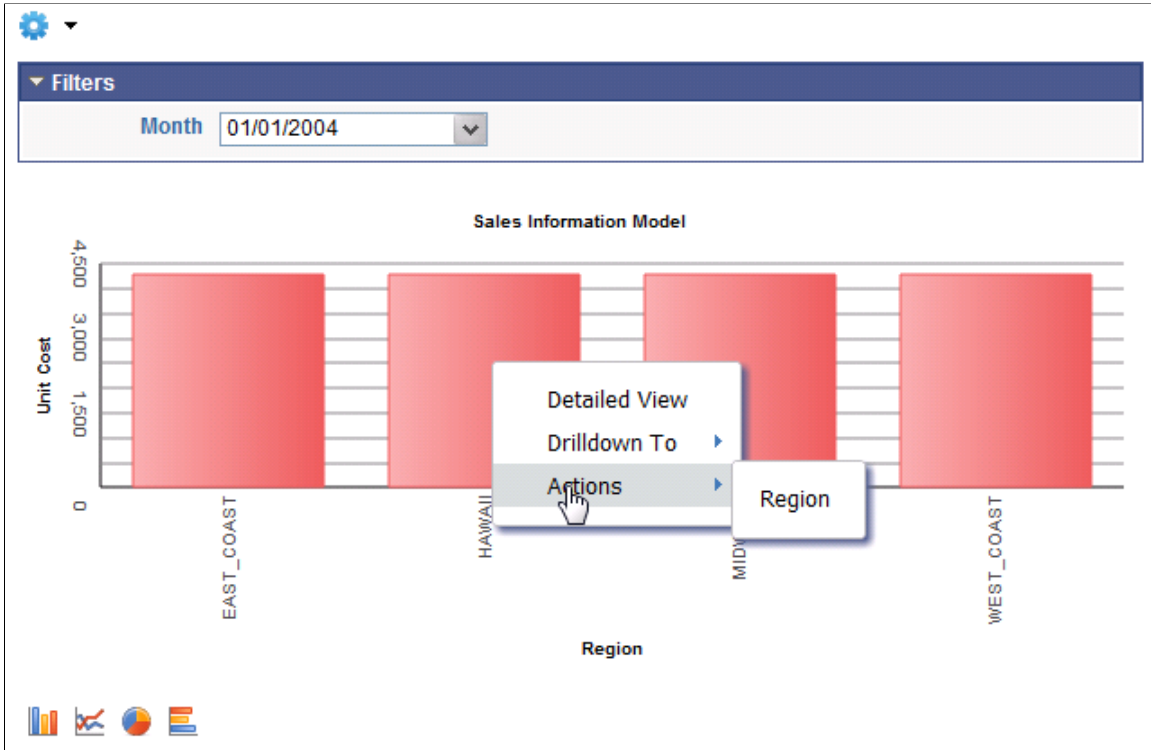 Filters
Month 01/01/2004
Sales Information Model
4,500
3,000
1,500
0
Unit Cost
Detailed View
Drilldown To
Actions
Region
EAST_COAST
HAWAII
WEST_COAST
Region